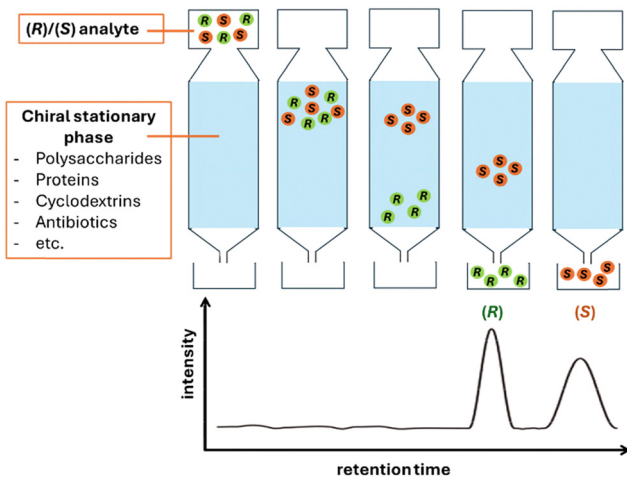 (R)/(S) analyte
R S R
S R S
Chiral stationary
phase
- Polysaccharides
- Proteins
- Cyclodextrins
- Antibiotics
- etc.
S
R R
S S
S R R
S
S S
S
R R
R R
S
S S
S
R R
R R
S
S S S
(R)
(S)
intensity
retention time